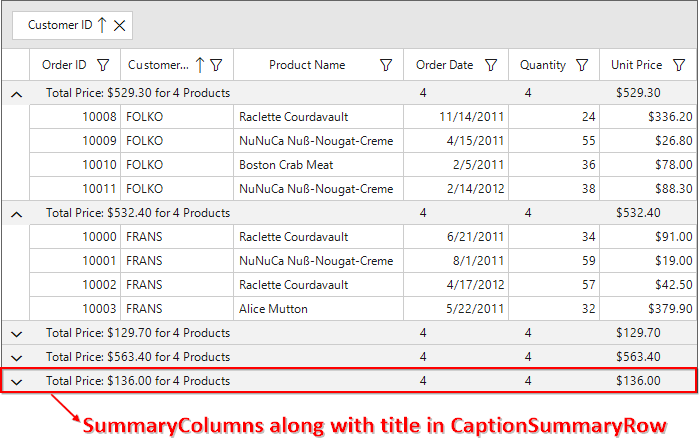 Customer ID
Order ID Customer... Product Name Order Date Quantity Unit Price
Total Price: $529.30 for 4 Products 4 4 $529.30
10008 FOLKO Raclette Courdavault 11/14/2011 24 $336.20
10009 FOLKO NuNuCa Nuß-Nougat-Creme 4/15/2011 55 $26.80
10010 FOLKO Boston Crab Meat 2/5/2011 36 $78.00
10011 FOLKO NuNuCa Nuß-Nougat-Creme 2/14/2012 38 $88.30
Total Price: $532.40 for 4 Products 4 4 $532.40
10000 FRANS Raclette Courdavault 6/21/2011 34 $91.00
10001 FRANS NuNuCa Nuß-Nougat-Creme 8/1/2011 59 $19.00
10002 FRANS Raclette Courdavault 4/17/2012 57 $42.50
10003 FRANS Alice Mutton 5/22/2011 32 $379.90
Total Price: $129.70 for 4 Products 4 4 $129.70
Total Price: $563.40 for 4 Products 4 4 $563.40
Total Price: $136.00 for 4 Products 4 4 $136.00
SummaryColumns along with title in CaptionSummaryRow